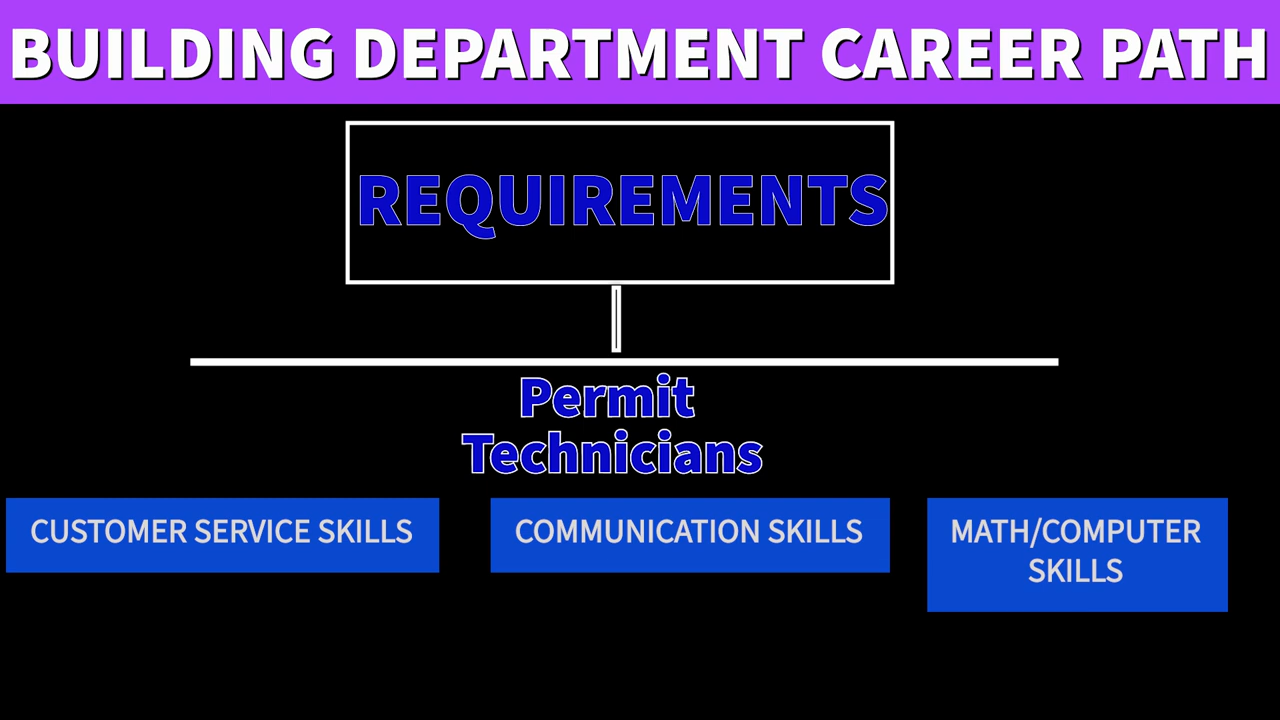 BUILDING DEPARTMENT CAREER PATH
REQUIREMENTS
Permit
Technicians
CUSTOMER SERVICE SKILLS
COMMUNICATION SKILLS
MATH/COMPUTER
SKILLS